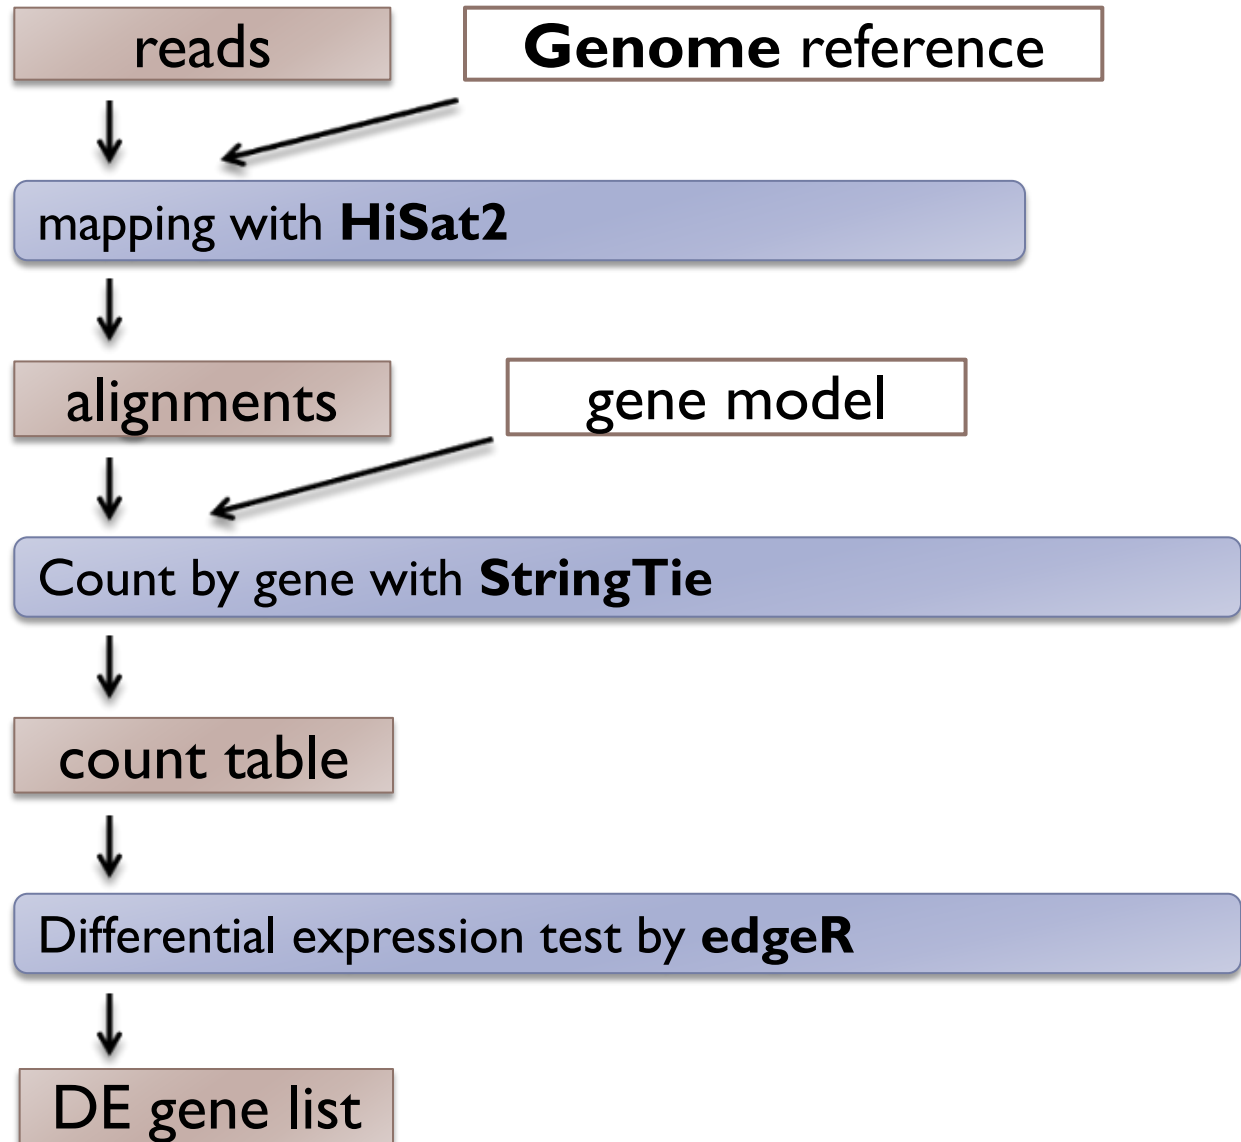 reads
Genome reference
mapping with HiSat2
alignments
gene model
Count by gene with StringTie
count table
Differential expression test by edgeR
DE gene list